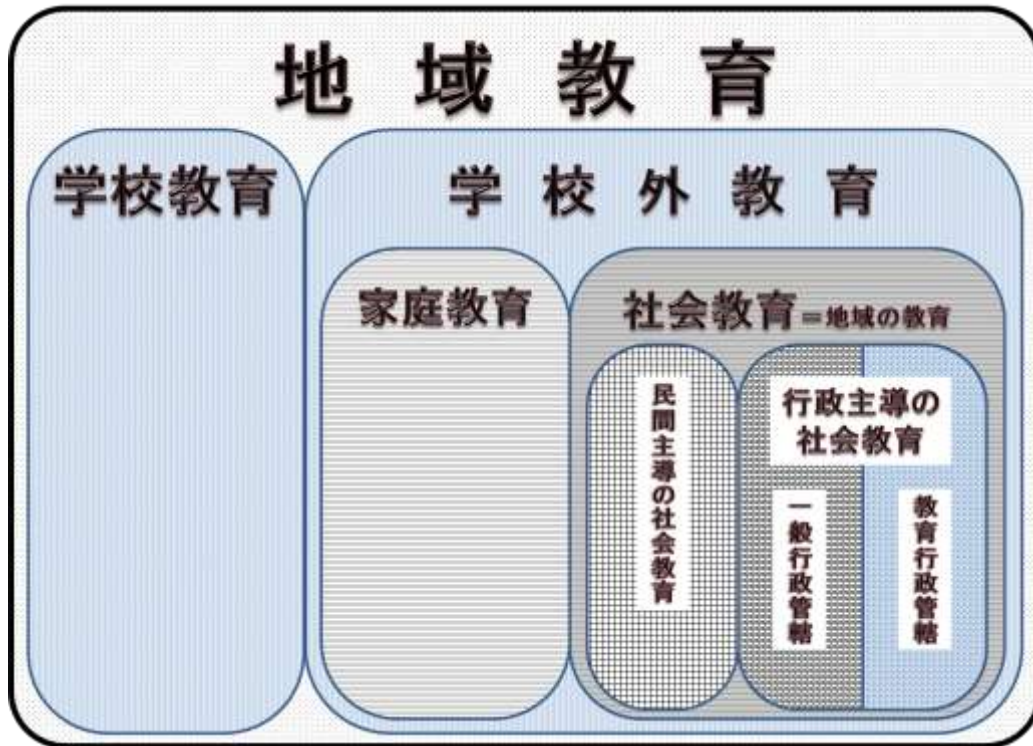 地域教育
学校教育
学校外教育
家庭教育
社会教育=地域の教育
民間主導の社会教育
行政主導の
社会教育
一般行政管轄
教育行政管轄